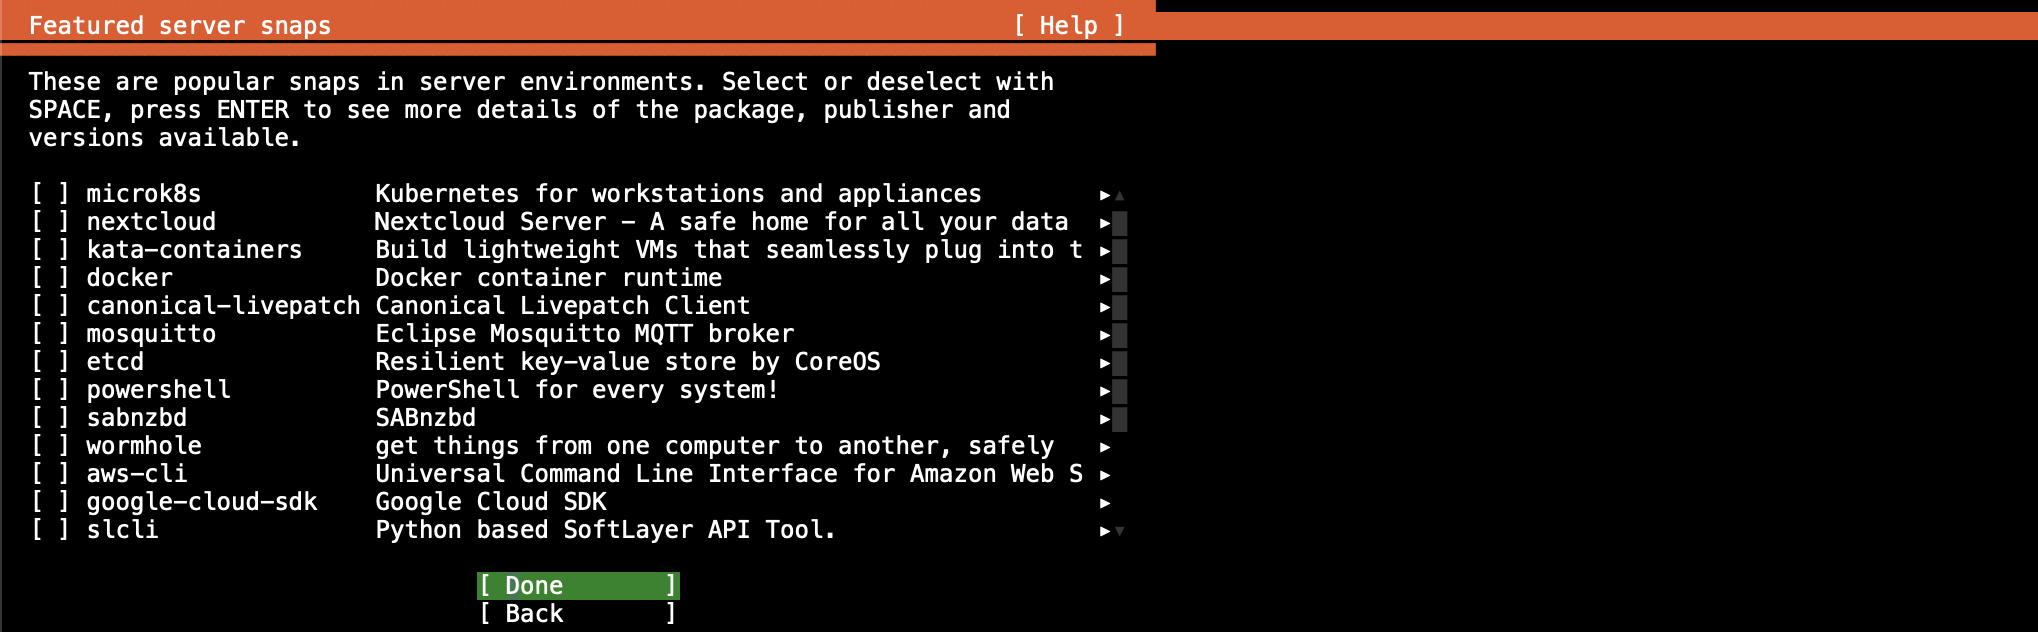 Featured server snaps [ Help ]
These are popular snaps in server environments. Select or deselect with
SPACE, press ENTER to see more details of the package, publisher and
versions available.
[ ] microk8s Kubernetes for workstations and appliances ▸
[ ] nextcloud Nextcloud Server - A safe home for all your data ▸
[ ] kata-containers Build lightweight VMs that seamlessly plug into t ▸
[ ] docker Docker container runtime ▸
[ ] canonical-livepatch Canonical Livepatch Client ▸
[ ] mosquitto Eclipse Mosquitto MQTT broker ▸
[ ] etcd Resilient key-value store by CoreOS ▸
[ ] powershell PowerShell for every system! ▸
[ ] sabnzbd SABnzbd ▸
[ ] wormhole get things from one computer to another, safely ▸
[ ] aws-cli Universal Command Line Interface for Amazon Web S ▸
[ ] google-cloud-sdk Google Cloud SDK ▸
[ ] slcli Python based SoftLayer API Tool. ▸
[ Done ]
[ Back ]